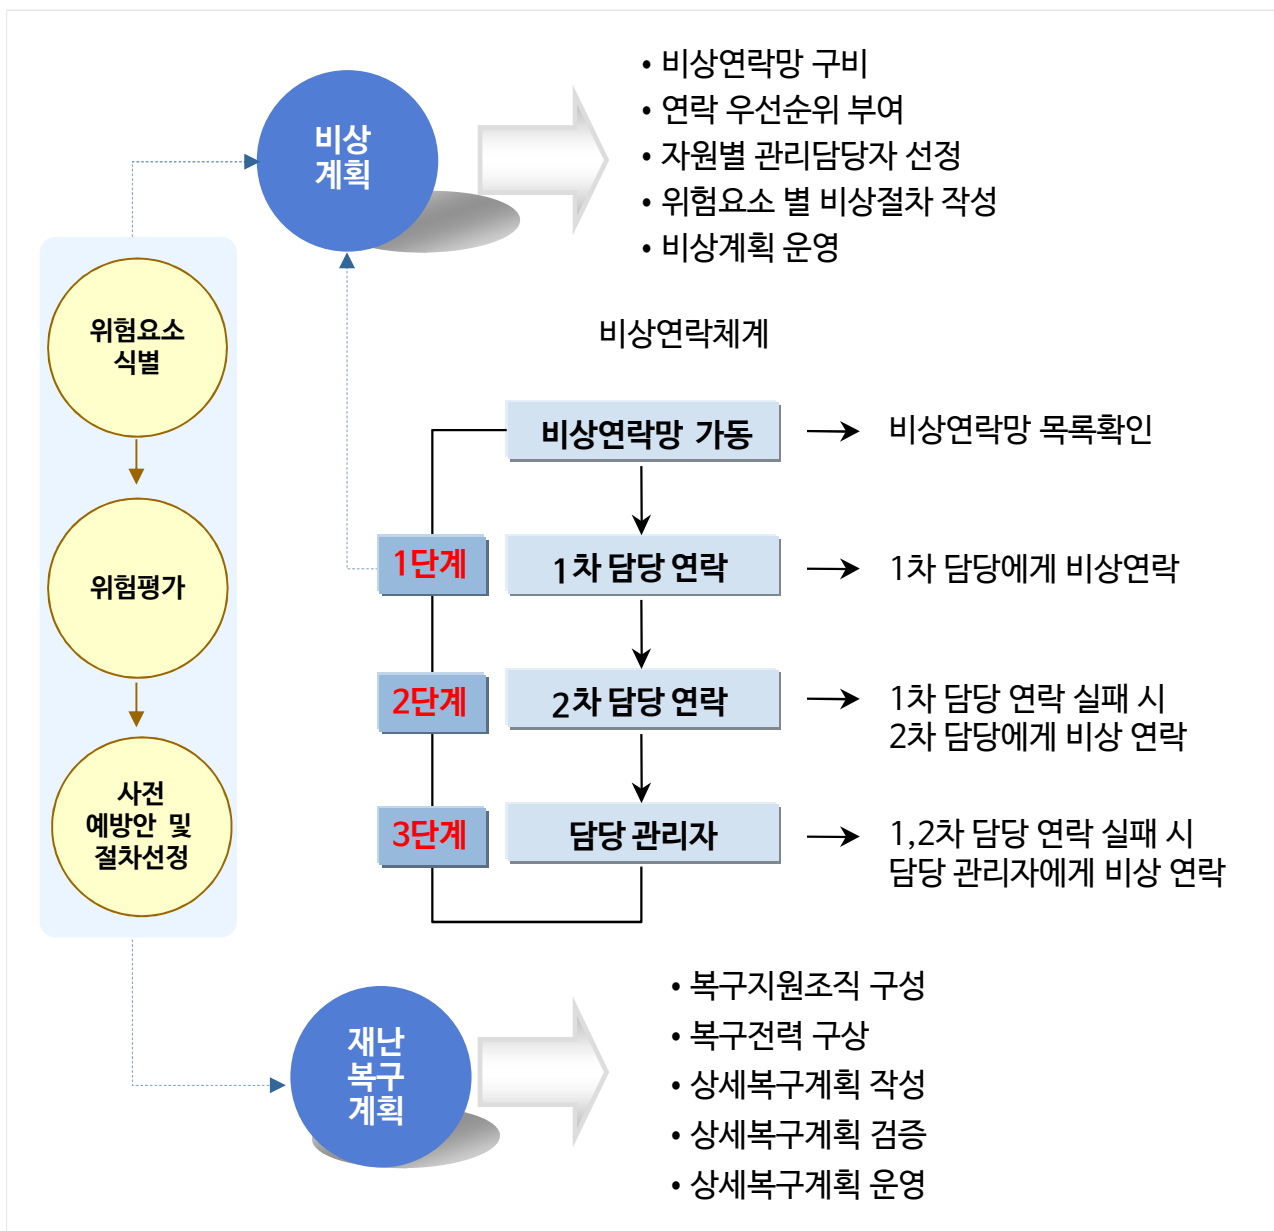 비상
계획
• 비상연락망 구비
• 연락 우선순위 부여
• 자원별 관리담당자 선정
• 위험요소 별 비상절차 작성
• 비상계획 운영
위험요소
식별
위험평가
사전
예방안 및
절차선정
비상연락체계
비상연락망 가동
비상연락망 목록확인
1단계
1차 담당 연락
1차 담당에게 비상연락
2단계
2차 담당 연락
1차 담당 연락 실패 시
2차 담당에게 비상 연락
3단계
담당 관리자
1,2차 담당 연락 실패 시
담당 관리자에게 비상 연락
재난
복구
계획
• 복구지원조직 구성
• 복구전력 구상
• 상세복구계획 작성
• 상세복구계획 검증
• 상세복구계획 운영